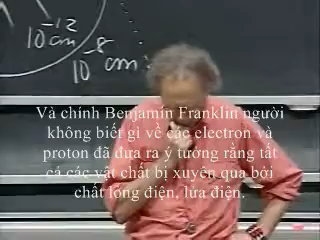 10⁻¹² cm
10⁻⁸ cm
Và chính Benjamin Franklin người
không biết gì về các electron và
proton đã đưa ra ý tưởng rằng tất
cả các vật chất bị xuyên qua bởi
chất lỏng điện, lửa điện.